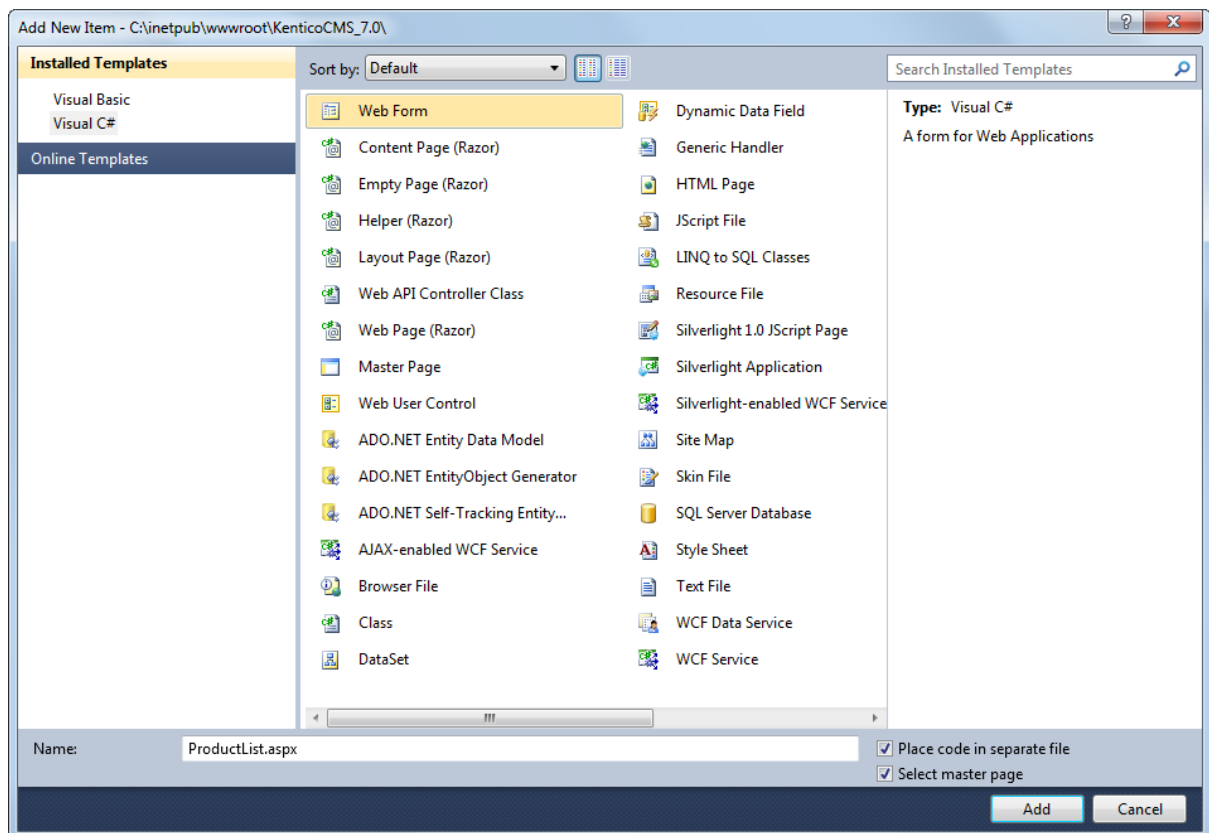 Add New Item - C:\inetpub\wwwroot\KenticoCMS_7.0\
Installed Templates
Visual Basic
Visual C#
Online Templates
Sort by: Default
Search Installed Templates
Web Form
Content Page (Razor)
Empty Page (Razor)
Helper (Razor)
Layout Page (Razor)
Web API Controller Class
Web Page (Razor)
Master Page
Web User Control
ADO.NET Entity Data Model
ADO.NET EntityObject Generator
ADO.NET Self-Tracking Entity...
AJAX-enabled WCF Service
Browser File
Class
DataSet
Dynamic Data Field
Generic Handler
HTML Page
JScript File
LINQ to SQL Classes
Resource File
Silverlight 1.0 JScript Page
Silverlight Application
Silverlight-enabled WCF Service
Site Map
Skin File
SQL Server Database
Style Sheet
Text File
WCF Data Service
WCF Service
Type: Visual C#
A form for Web Applications
Name: ProductList.aspx
Place code in separate file
Select master page
Add Cancel